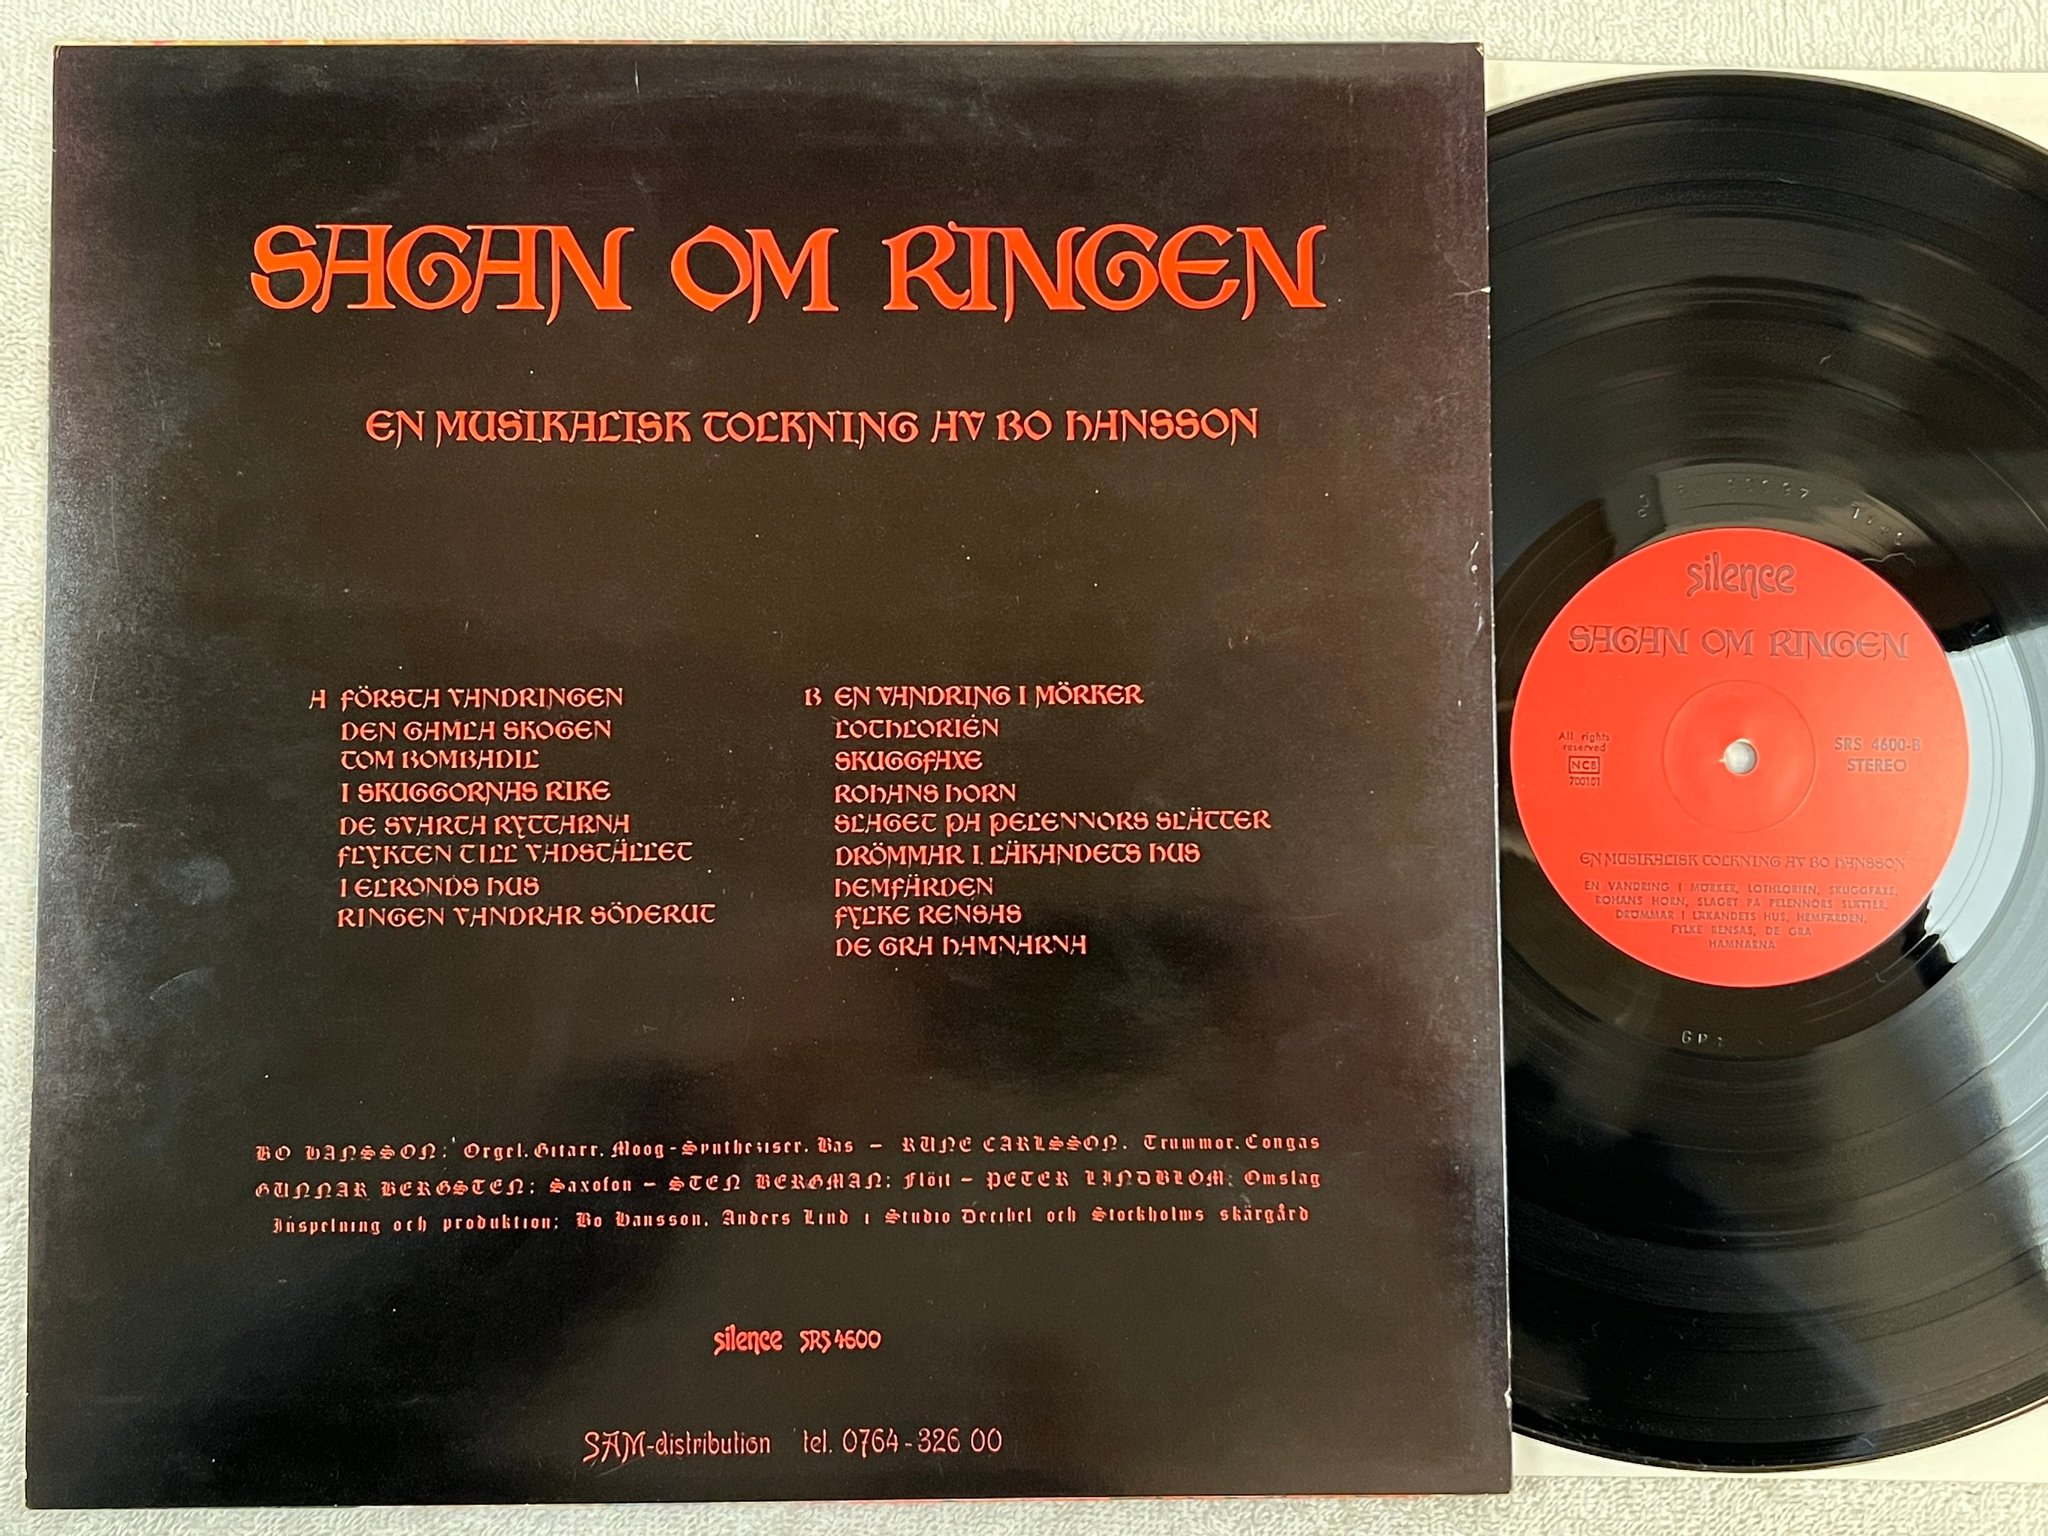 SAGAN OM RINGEN
EN MUSIKALISK TOLKNING AV BO HANSSON
A FÖRSTA VANDRINGEN
DEN GAMLA SKOGEN
TOM BOMBADIL
I SKUGGORNAS RIKE
DE SVARTA RYTTARNA
FLYKTEN TILL VADSTÄLLET
I ELRONDS HUS
RINGEN VANDRAR SÖDERUT
B EN VANDRING I MÖRKER
LOTHLORIÉN
SKUGGFAXE
ROHANS HORN
SLAGET PA PELENNORS SLÄTTER
DRÖMMAR I LÄKANDETS HUS
HEMFÄRDEN
FYLKE RENSAS
DE GRA HAMNARNA
BO HANSSON: Orgel, Gitarr, Moog-Syntheziser, Bas – RUNE CARLSSON, Trummor, Congas
GUNNAR BERGSTEN: Saxofon – STEN BERGMAN: Flöit – PETER LINDBLOM: Omslag
Inspelning och produktion: Bo Hansson, Anders Lind i Studio Decibel och Stockholms skärgård
silence SRS 4600
SAM-distribution tel. 0764-326 00
silence
SAGAN OM RINGEN
All rights
reserved
NCB
700101
SRS 4600-B
STEREO
EN MUSIKALISK TOLKNING AV BO HANSSON
EN VANDRING I MÖRKER, LOTHLORIEN, SKUGGFAXE,
ROHANS HORN, SLAGET PÅ PELENNORS SLÄTTER,
DRÖMMAR I LÄKANDETS HUS, HEMFÄRDEN,
FYLKE RENSAS, DE GRÅ
HAMNARNA